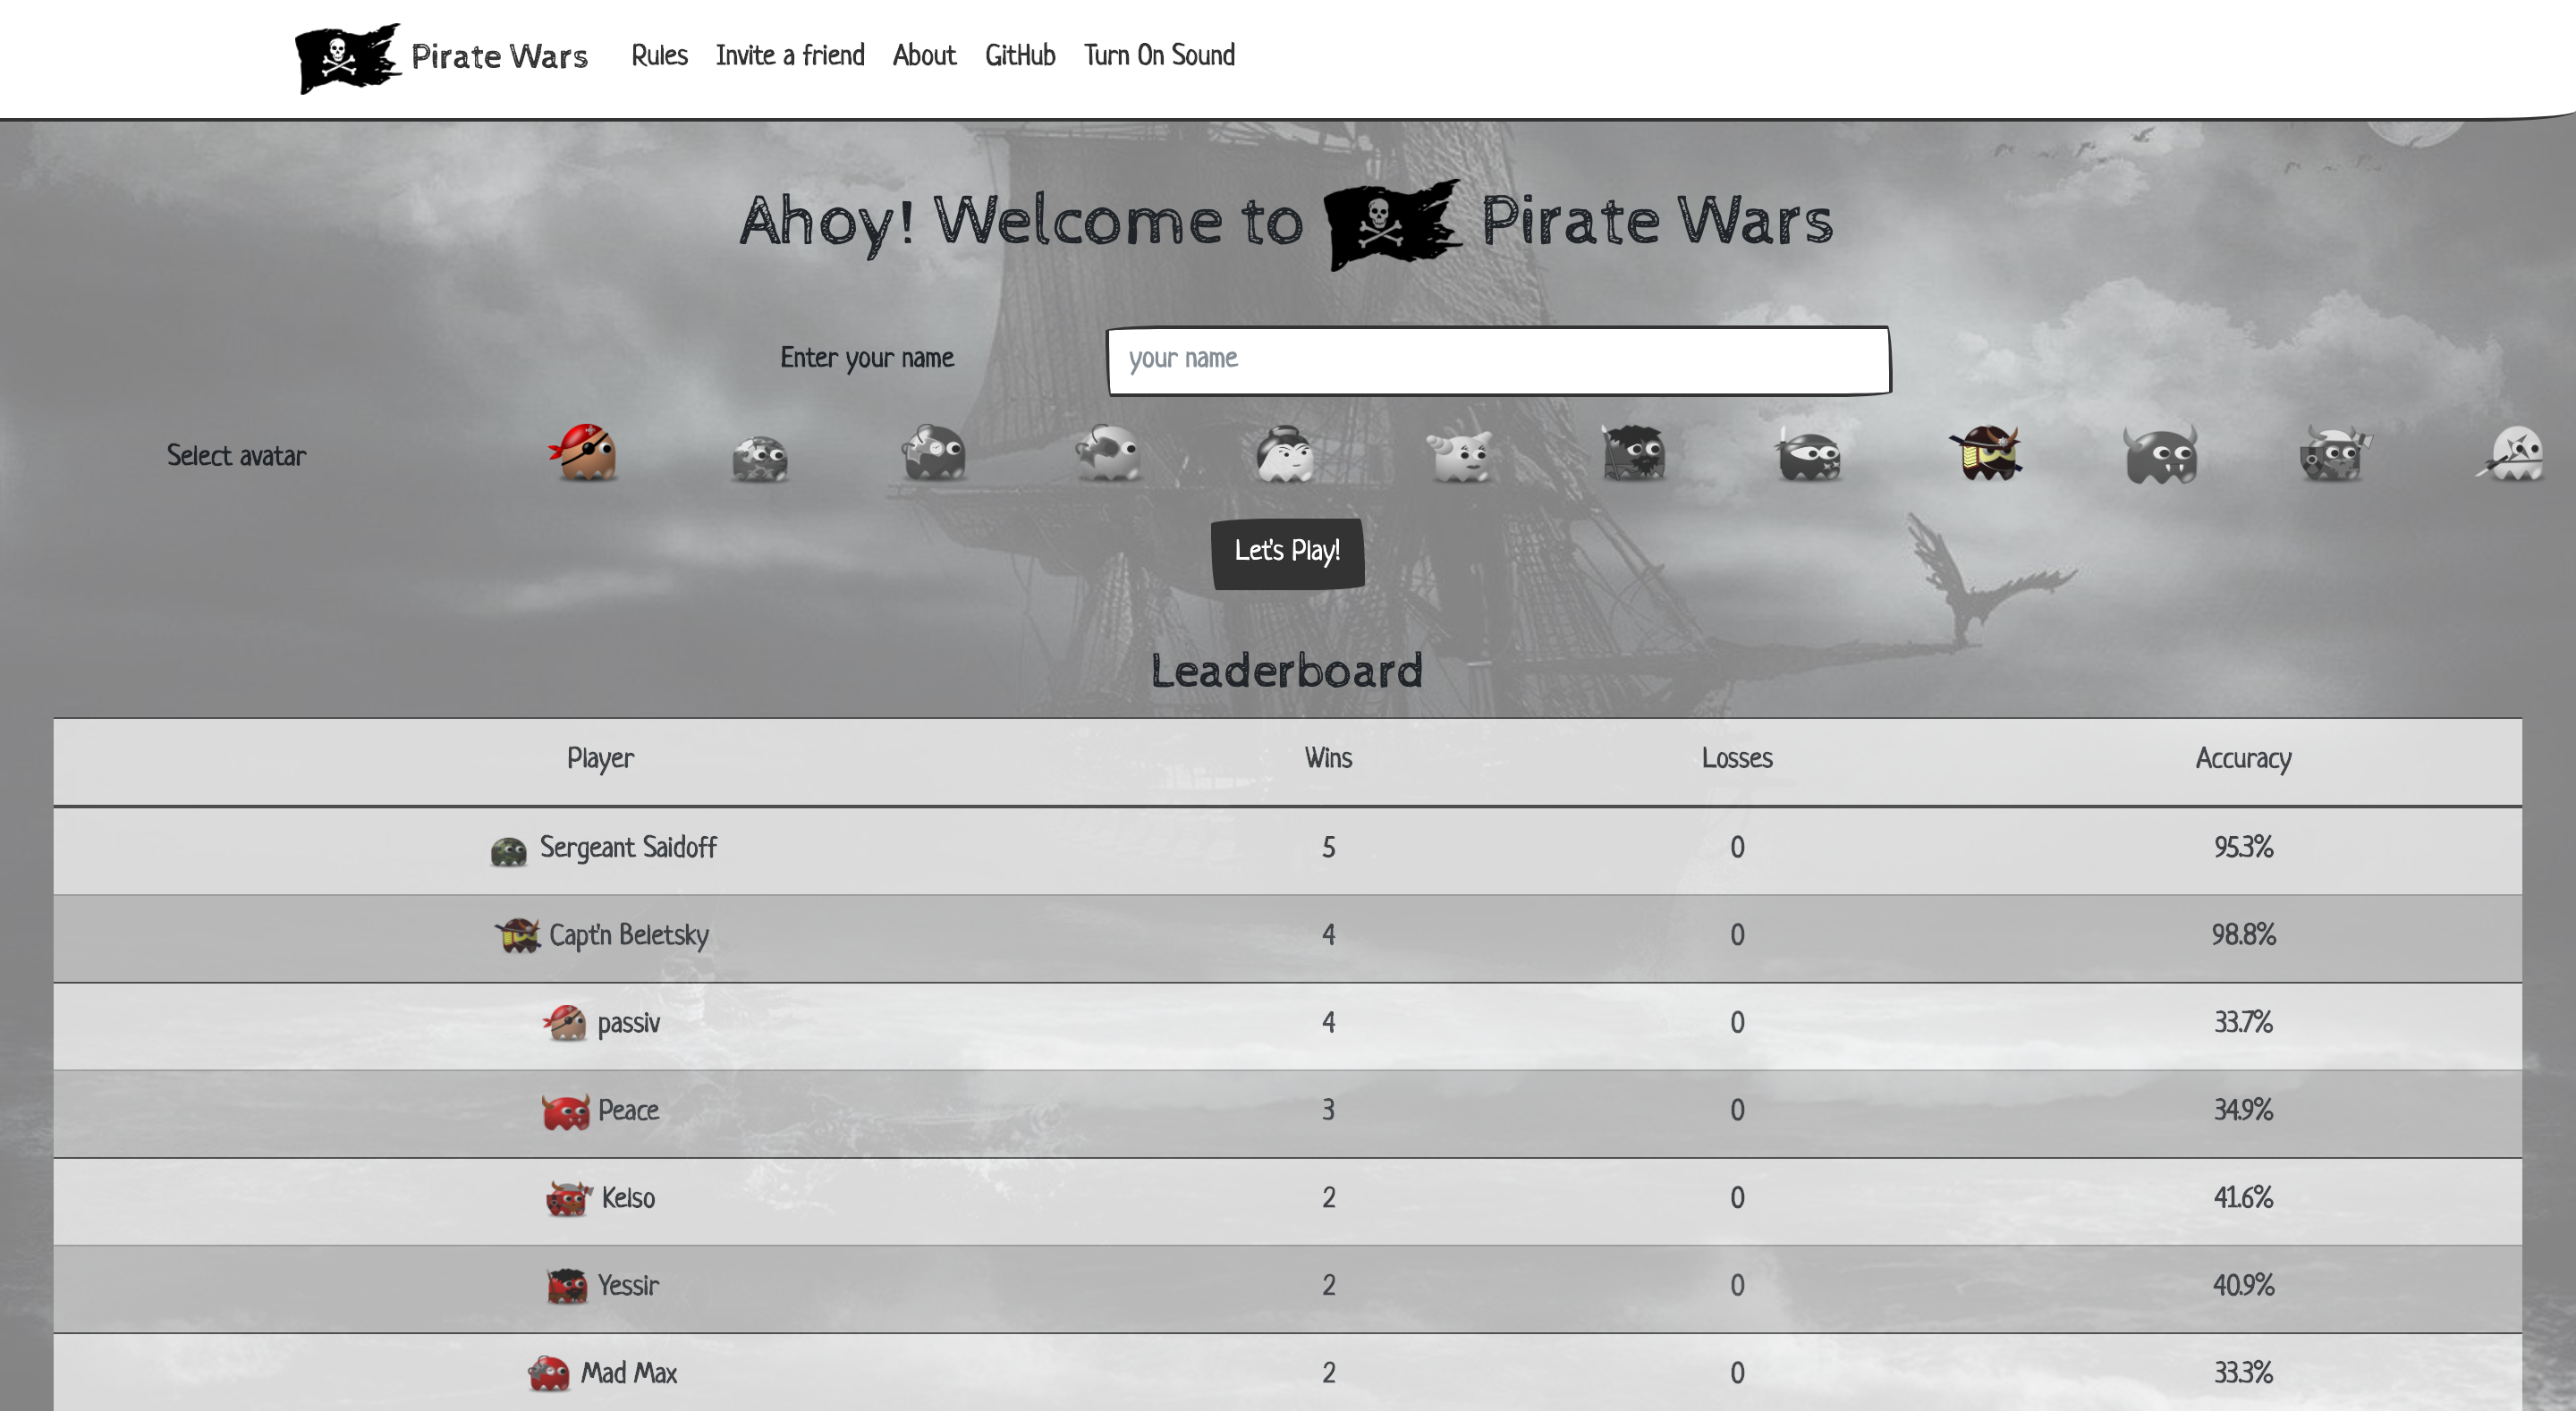 Pirate Wars Rules Invite a friend About GitHub Turn On Sound
Ahoy! Welcome to Pirate Wars
Enter your name your name
Select avatar
Let's Play!
Leaderboard
Player Wins Losses Accuracy
Sergeant Saidoff 5 0 95.3%
Capt'n Beletsky 4 0 98.8%
passiv 4 0 33.7%
Peace 3 0 34.9%
Kelso 2 0 41.6%
Yessir 2 0 40.9%
Mad Max 2 0 33.3%